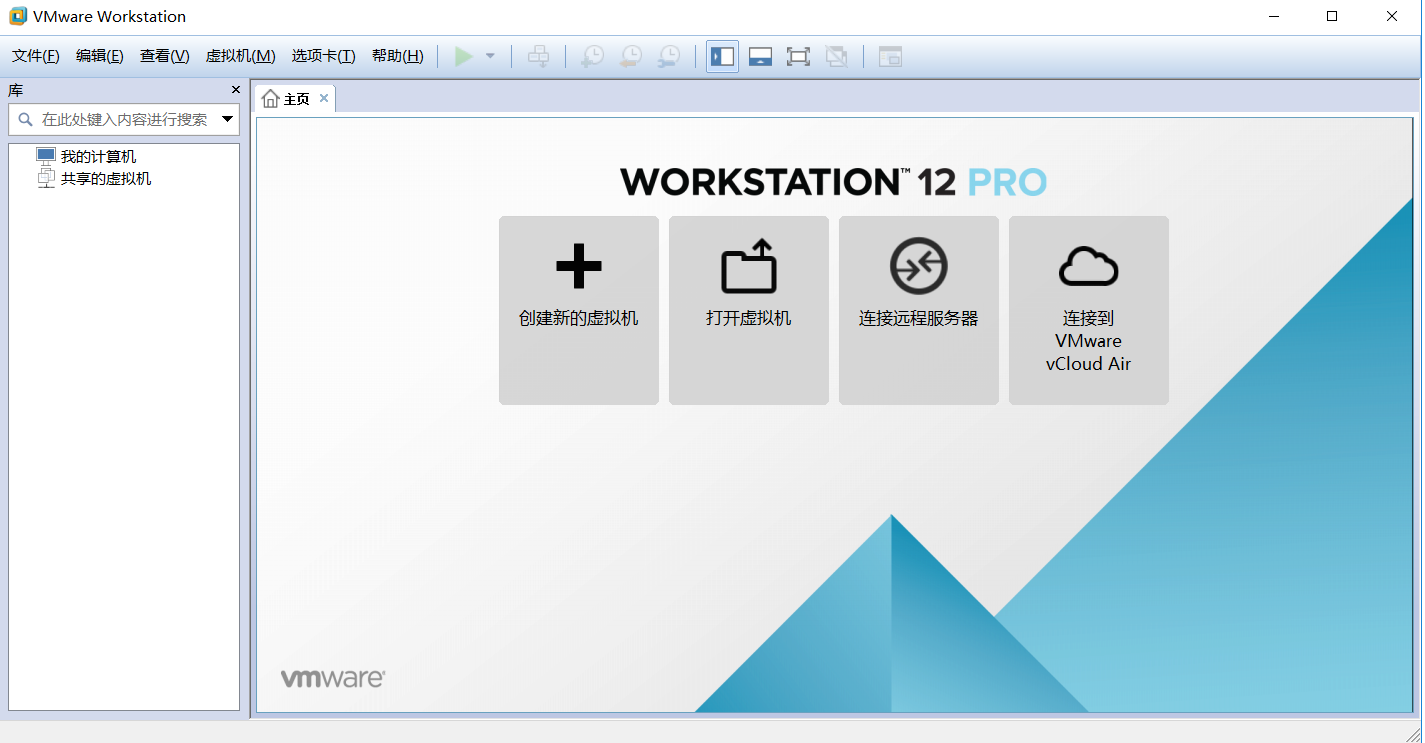 VMware Workstation
文件(F) 编辑(E) 查看(V) 虚拟机(M) 选项卡(T) 帮助(H)
库
主页
在此处键入内容进行搜索
我的计算机
共享的虚拟机
WORKSTATION™ 12 PRO
创建新的虚拟机
打开虚拟机
连接远程服务器
连接到
VMware
vCloud Air
vmware®